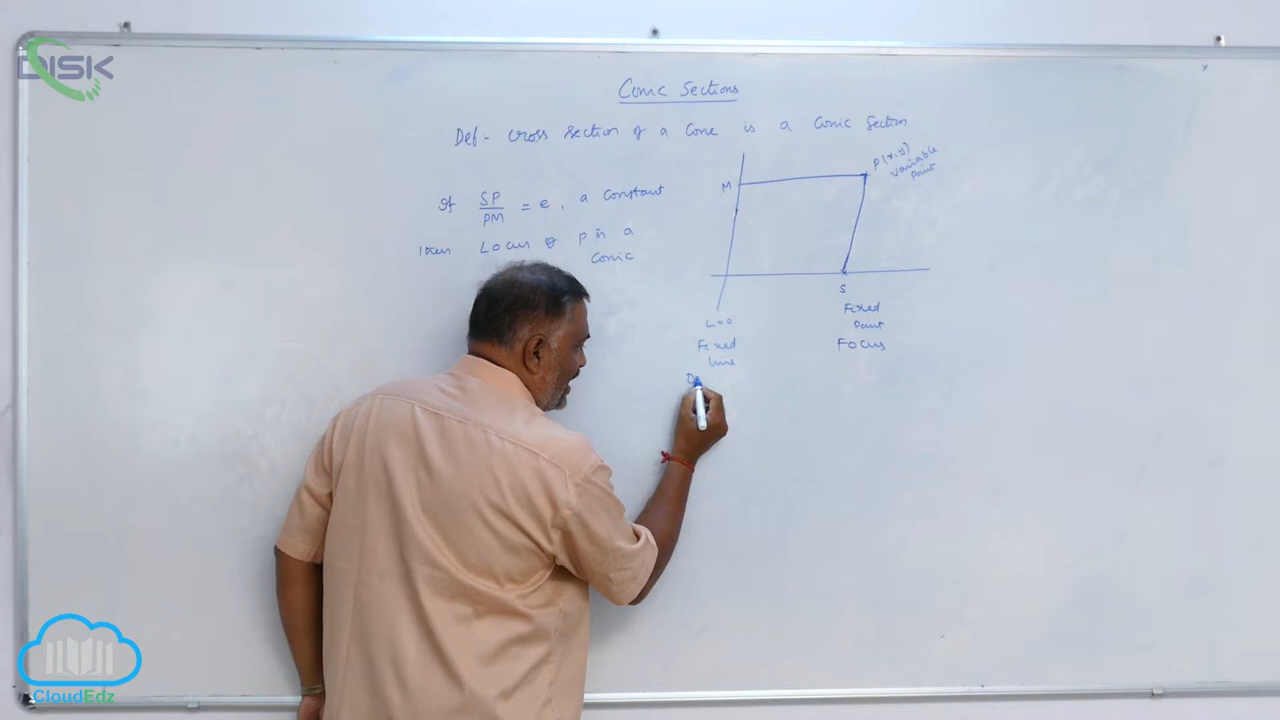 DISK
Conic Sections
Def - Cross section of a Cone is a Conic Section
If SP/PM = e, a constant
then Locus of P is a
Conic
M
P(x,y)
Variable
Point
S
Fixed
Point
Focus
L=0
Fixed
line
D
CloudEdz